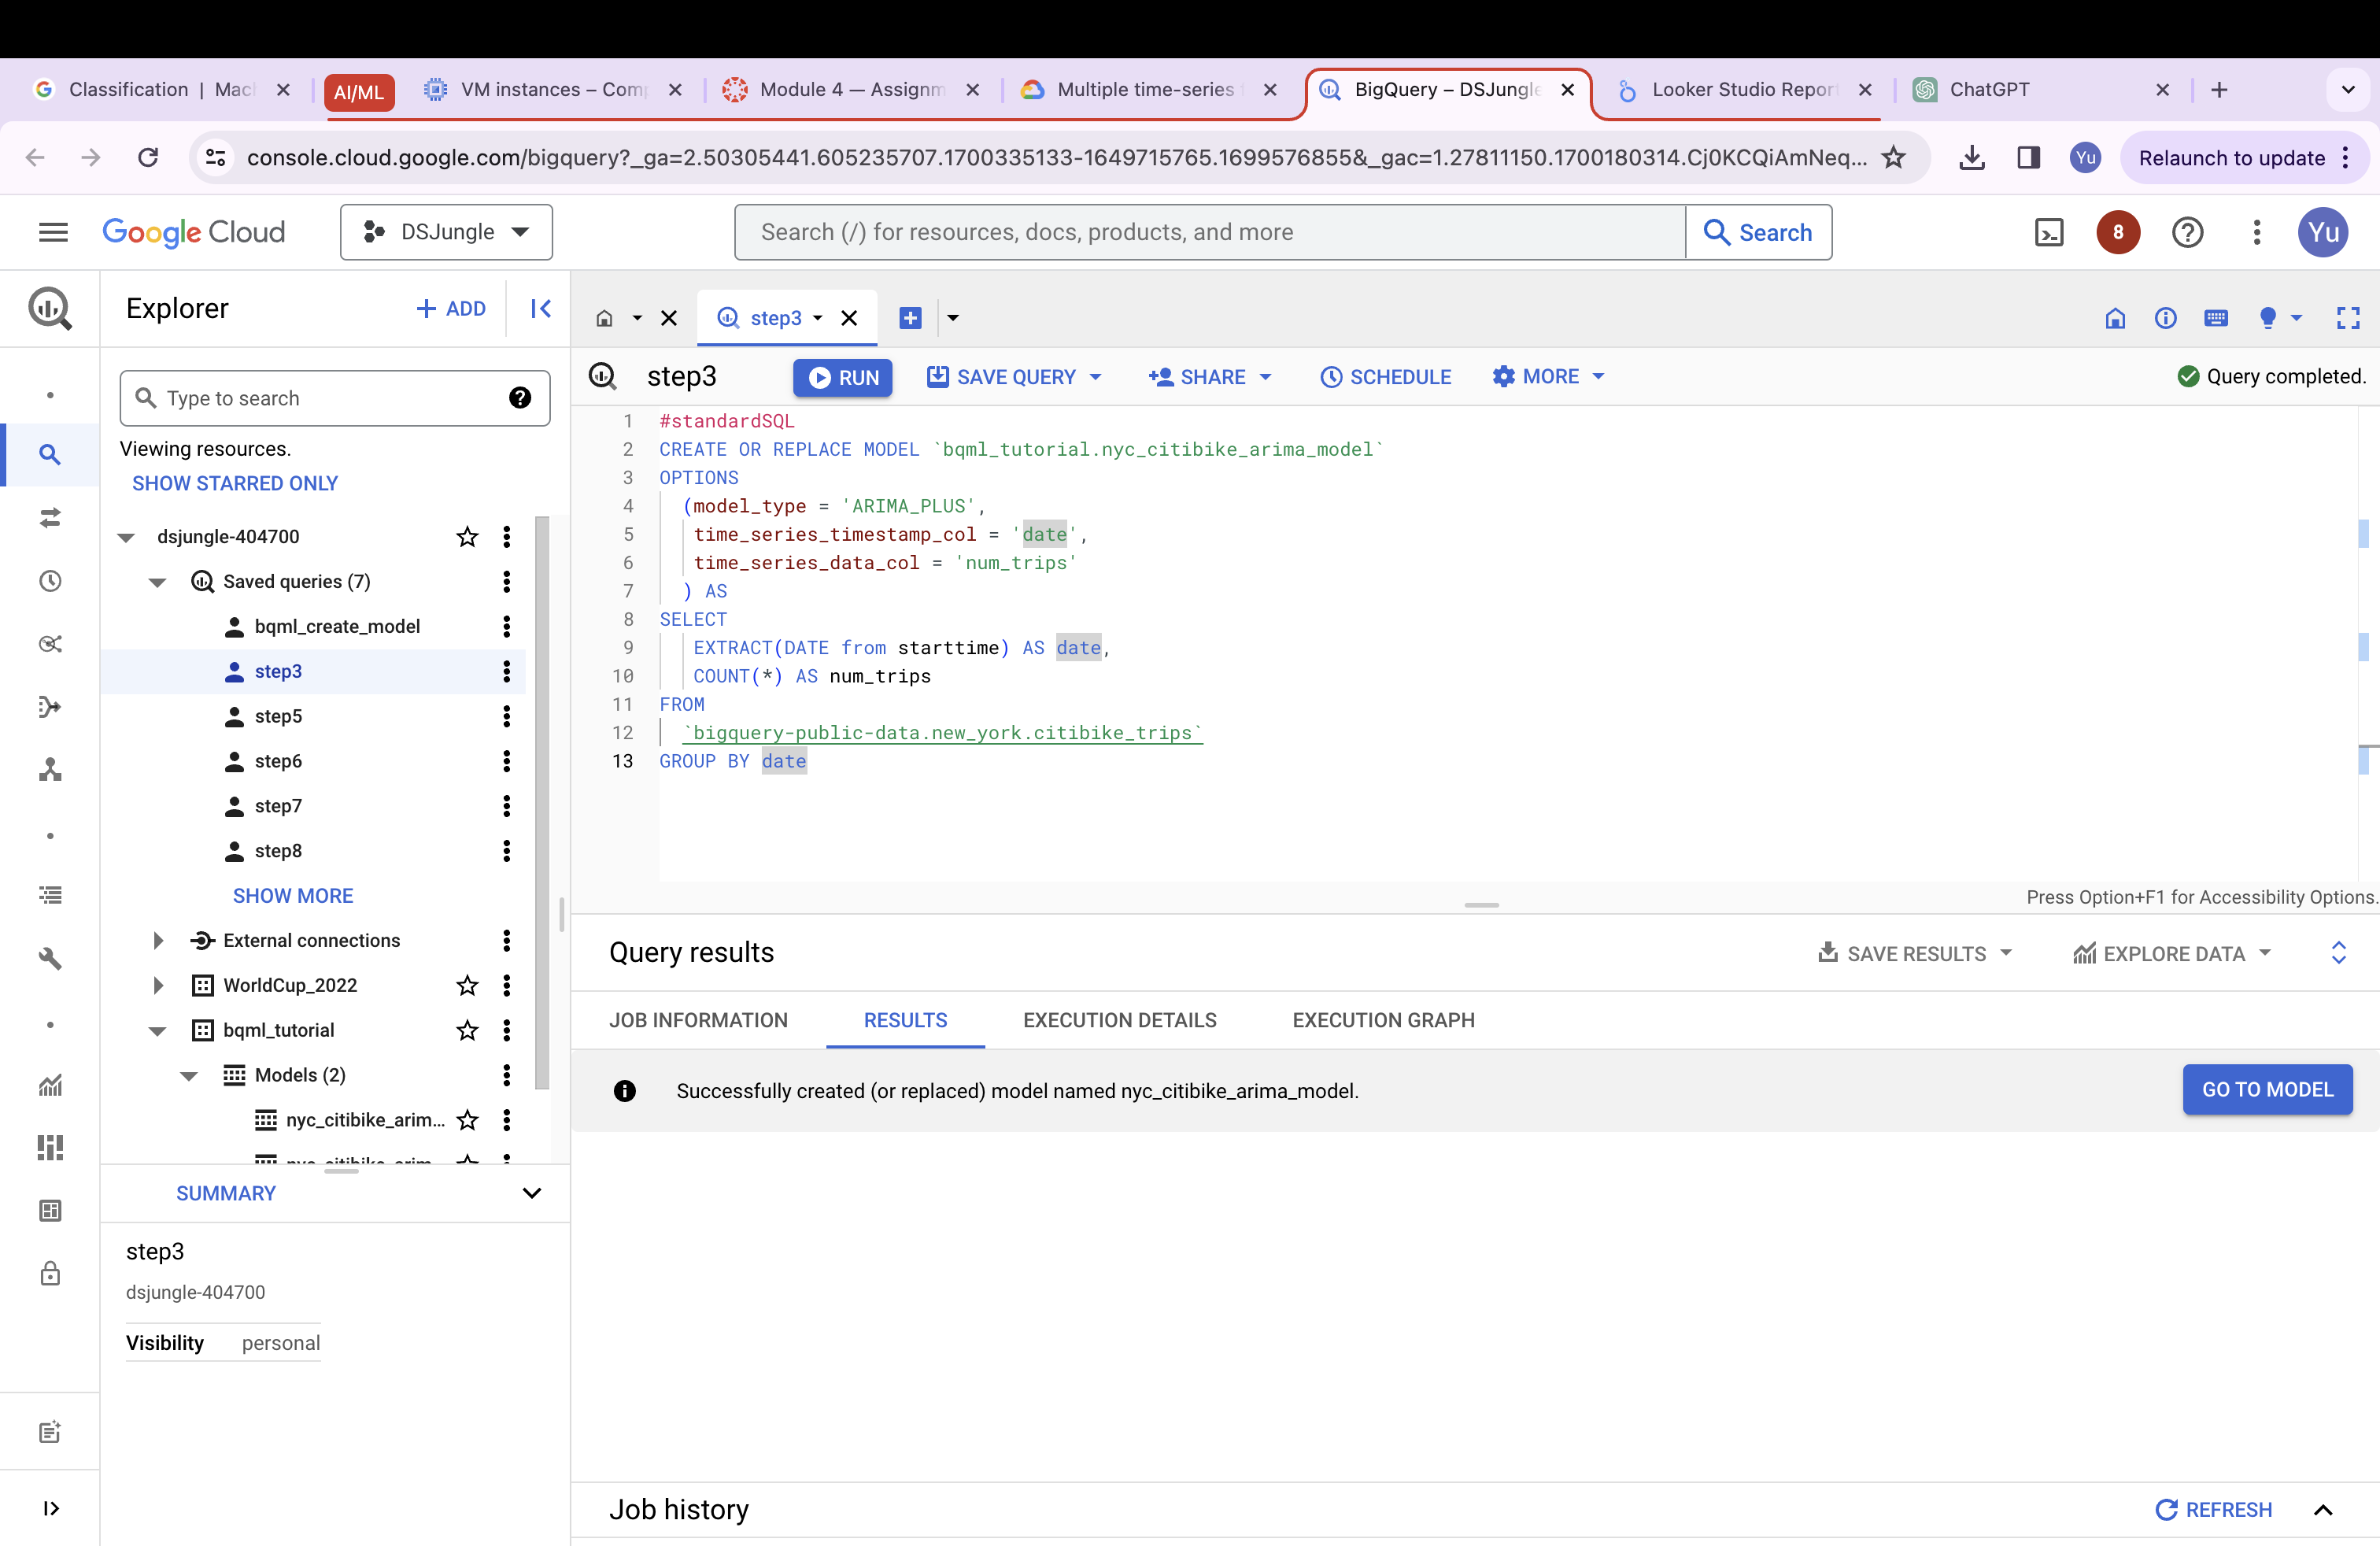 Classification | Mac
AI/ML
VM instances – Com
Module 4 — Assignm
Multiple time-series
BigQuery – DSJungle
Looker Studio Repor
ChatGPT
console.cloud.google.com/bigquery?_ga=2.50305441.605235707.1700335133-1649715765.1699576855&_gac=1.27811150.1700180314.Cj0KCQiAmNeq...
Yu
Relaunch to update
Google Cloud
DSJungle
Search (/) for resources, docs, products, and more
Search
8
Yu
Explorer
+ ADD
step3
Type to search
Viewing resources.
SHOW STARRED ONLY
dsjungle-404700
Saved queries (7)
bqml_create_model
step3
step5
step6
step7
step8
SHOW MORE
External connections
WorldCup_2022
bqml_tutorial
Models (2)
nyc_citibike_arim...
SUMMARY
step3
dsjungle-404700
Visibility personal
step3
RUN
SAVE QUERY
SHARE
SCHEDULE
MORE
Query completed.
1 #standardSQL
2 CREATE OR REPLACE MODEL `bqml_tutorial.nyc_citibike_arima_model`
3 OPTIONS
4 (model_type = 'ARIMA_PLUS',
5 time_series_timestamp_col = 'date',
6 time_series_data_col = 'num_trips'
7 ) AS
8 SELECT
9 EXTRACT(DATE from starttime) AS date,
10 COUNT(*) AS num_trips
11 FROM
12 `bigquery-public-data.new_york.citibike_trips`
13 GROUP BY date
Press Option+F1 for Accessibility Options.
Query results
SAVE RESULTS
EXPLORE DATA
JOB INFORMATION
RESULTS
EXECUTION DETAILS
EXECUTION GRAPH
Successfully created (or replaced) model named nyc_citibike_arima_model.
GO TO MODEL
Job history
REFRESH